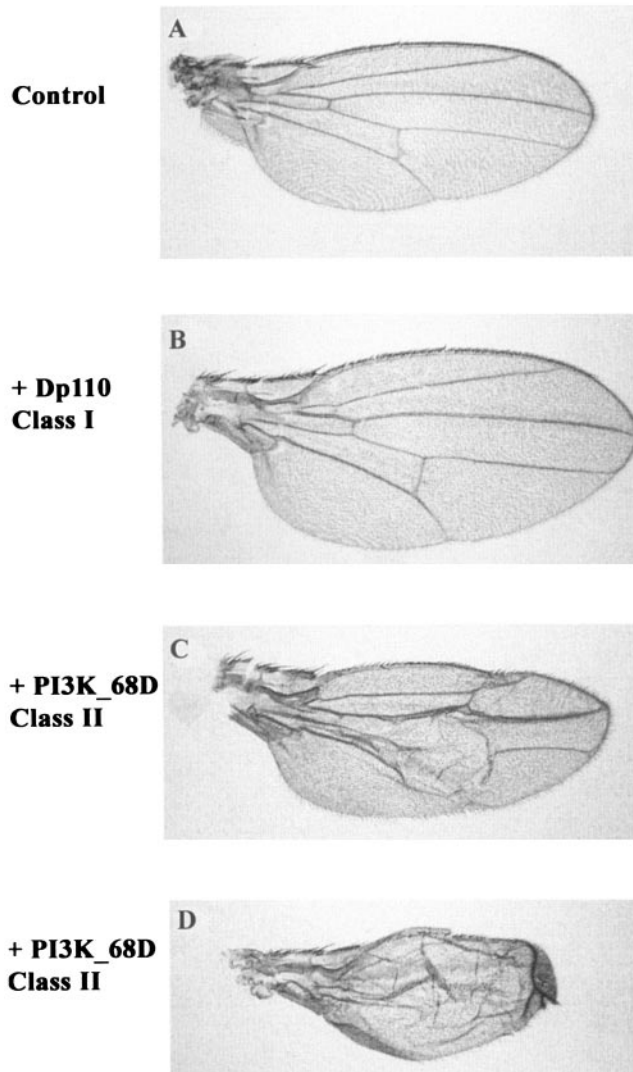 A
Control
B
+ Dp110
Class I
C
+ PI3K_68D
Class II
D
+ PI3K_68D
Class II